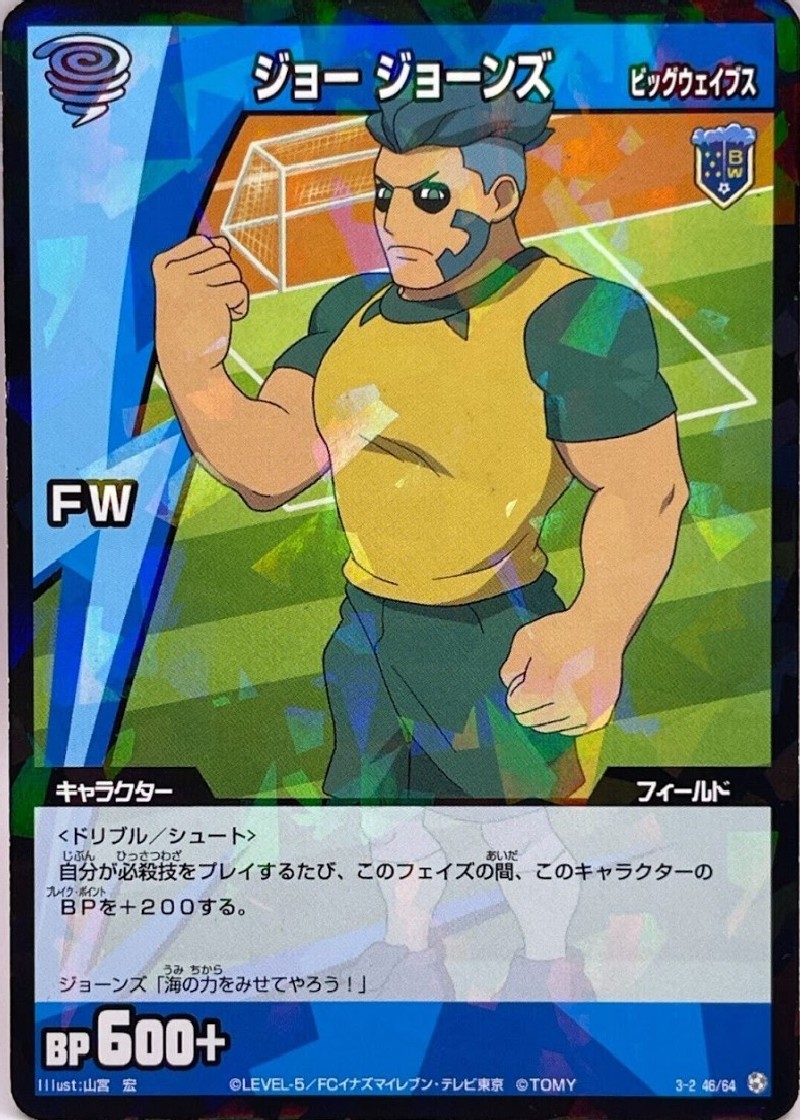 ジョー ジョーンズ
ビッグウェイブス
BW
FW
キャラクター
フィールド
<ドリブル／シュート>
じぶん ひっさつわざ あいだ
自分が必殺技をプレイするたび、このフェイズの間、このキャラクターの
ブレイク・ポイント
ＢＰを＋２００する。
うみ ちから
ジョーンズ「海の力をみせてやろう！」
BP 600+
Illust:山宮 宏
©LEVEL-5／FCイナズマイレブン・テレビ東京 ©TOMY
3-2 46/64